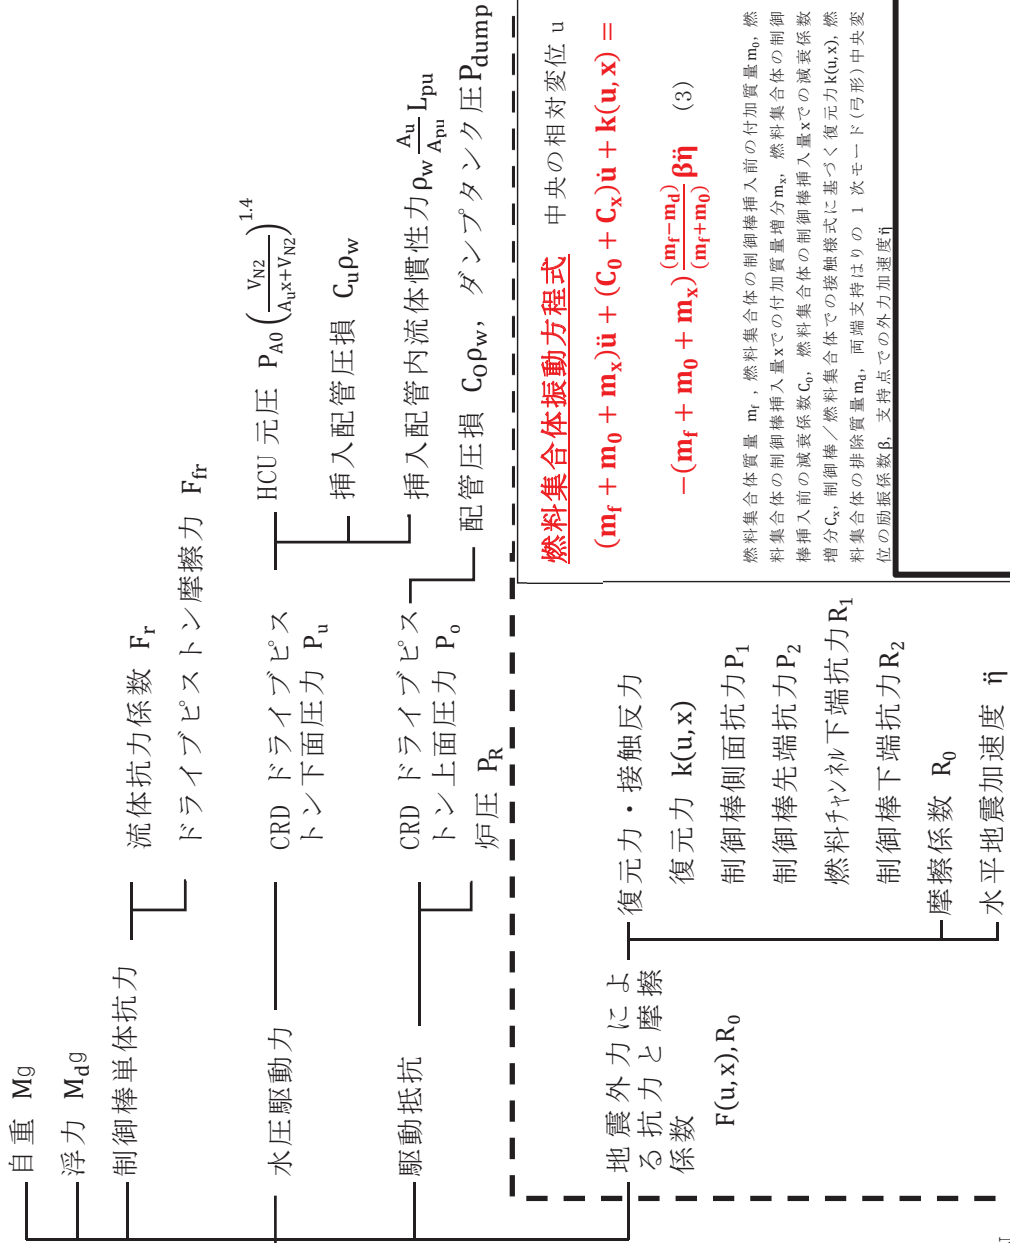 自重 Mg
浮力 M_d g
制御棒単体抗力
流体抗力係数 F_r
ドライブピストン摩擦力 F_fr
水圧駆動力
CRD ドライブピス
トン下面圧力 P_u
HCU 元圧 P_A0 (V_N2 / (A_u x+V_N2))^1.4
挿入配管圧損 C_u ρ_w
挿入配管内流体慣性力 ρ_w (A_u / A_pu) L_pu
駆動抵抗
CRD ドライブピス
トン上面圧力 P_o
炉圧 P_R
配管圧損 C_O ρ_w, ダンプタンク圧 P_dump
地震外力によ
る抗力と摩擦
係数
F(u,x),R_0
復元力・接触反力
復元力 k(u,x)
制御棒側面抗力P_1
制御棒先端抗力P_2
燃料ﾁｬﾝﾈﾙ下端抗力R_1
制御棒下端抗力R_2
摩擦係数 R_0
水平地震加速度 η̈
燃料集合体振動方程式 中央の相対変位 u
(m_f + m_0 + m_x)ü + (C_0 + C_x)u̇ + k(u,x) =
−(m_f + m_0 + m_x) ((m_f−m_d) / (m_f+m_0)) βη̈ (3)
燃料集合体質量 m_f, 燃料集合体の制御棒挿入前の付加質量m_0, 燃
料集合体の制御棒挿入量xでの付加質量増分m_x, 燃料集合体の制御
棒挿入前の減衰係数C_0, 燃料集合体の制御棒挿入量xでの減衰係数
増分C_x, 制御棒／燃料集合体での接触様式に基づく復元力k(u,x), 燃
料集合体の排除質量m_d, 両端支持はりの 1 次モード(弓形)中央変
位の励振係数β, 支持点での外力加速度η̈